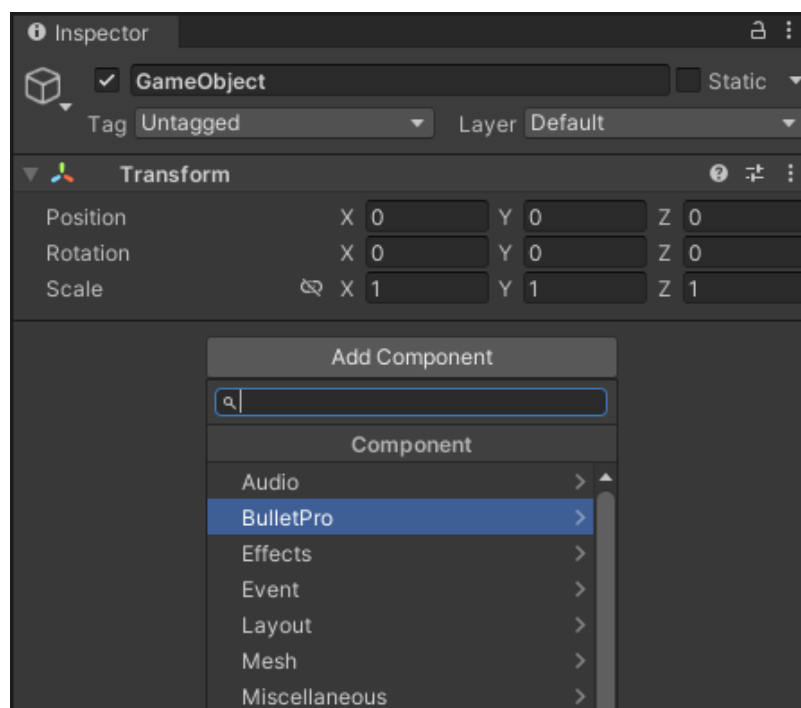 Inspector
GameObject Static
Tag Untagged Layer Default
Transform
Position X 0 Y 0 Z 0
Rotation X 0 Y 0 Z 0
Scale X 1 Y 1 Z 1
Add Component
Component
Audio
BulletPro
Effects
Event
Layout
Mesh
Miscellaneous